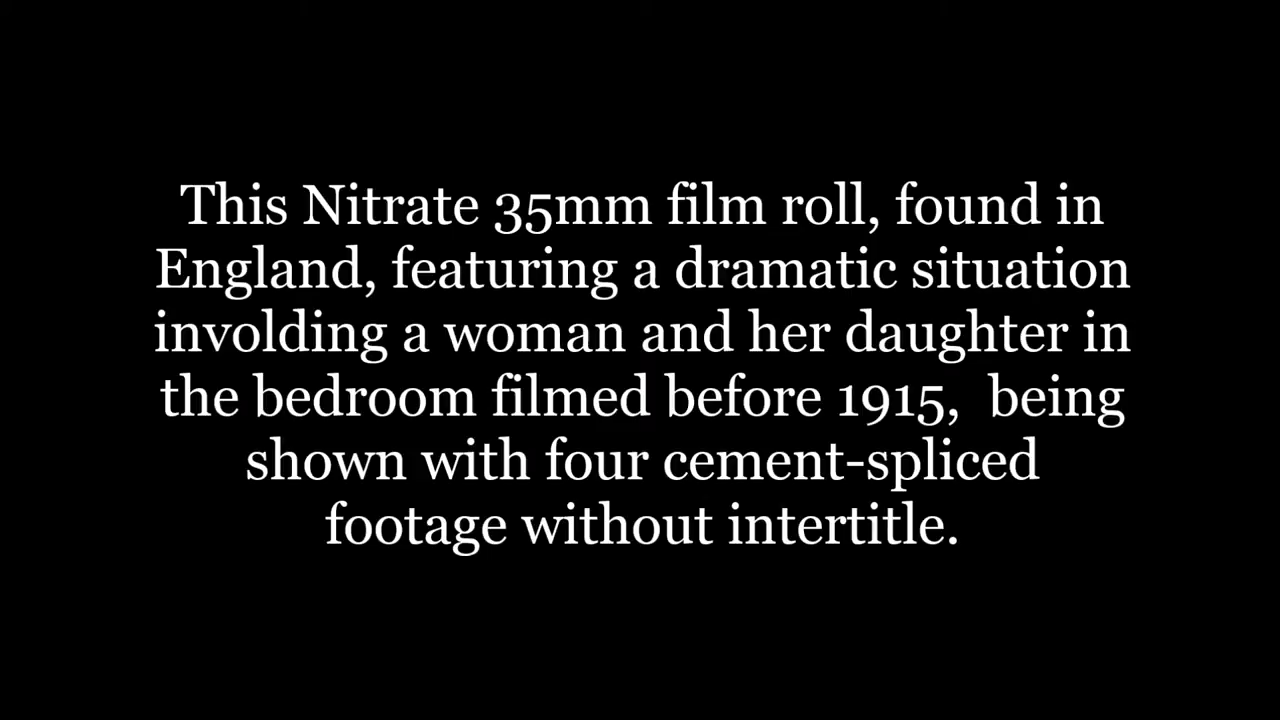 This Nitrate 35mm film roll, found in
England, featuring a dramatic situation
involding a woman and her daughter in
the bedroom filmed before 1915,  being
shown with four cement-spliced
footage without intertitle.